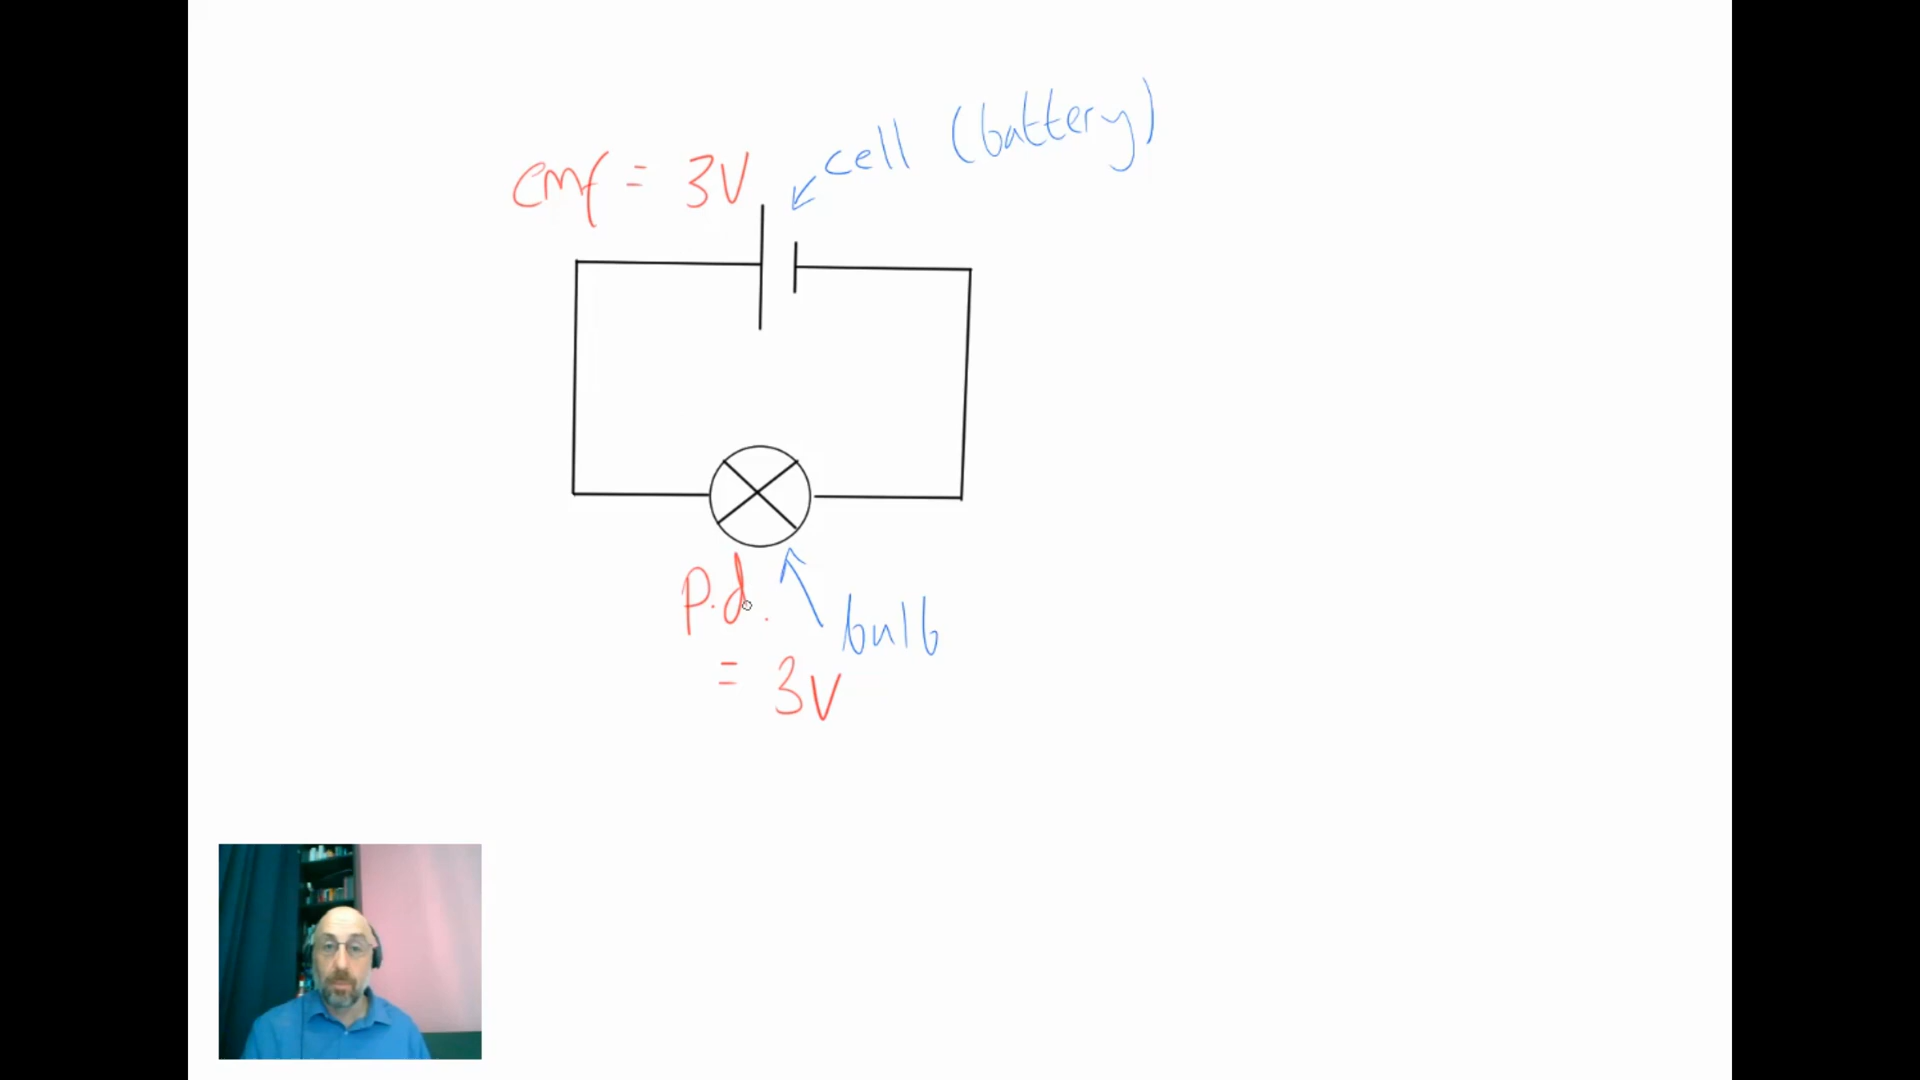 cell (battery)
emf = 3V
p.d.
= 3V
bulb